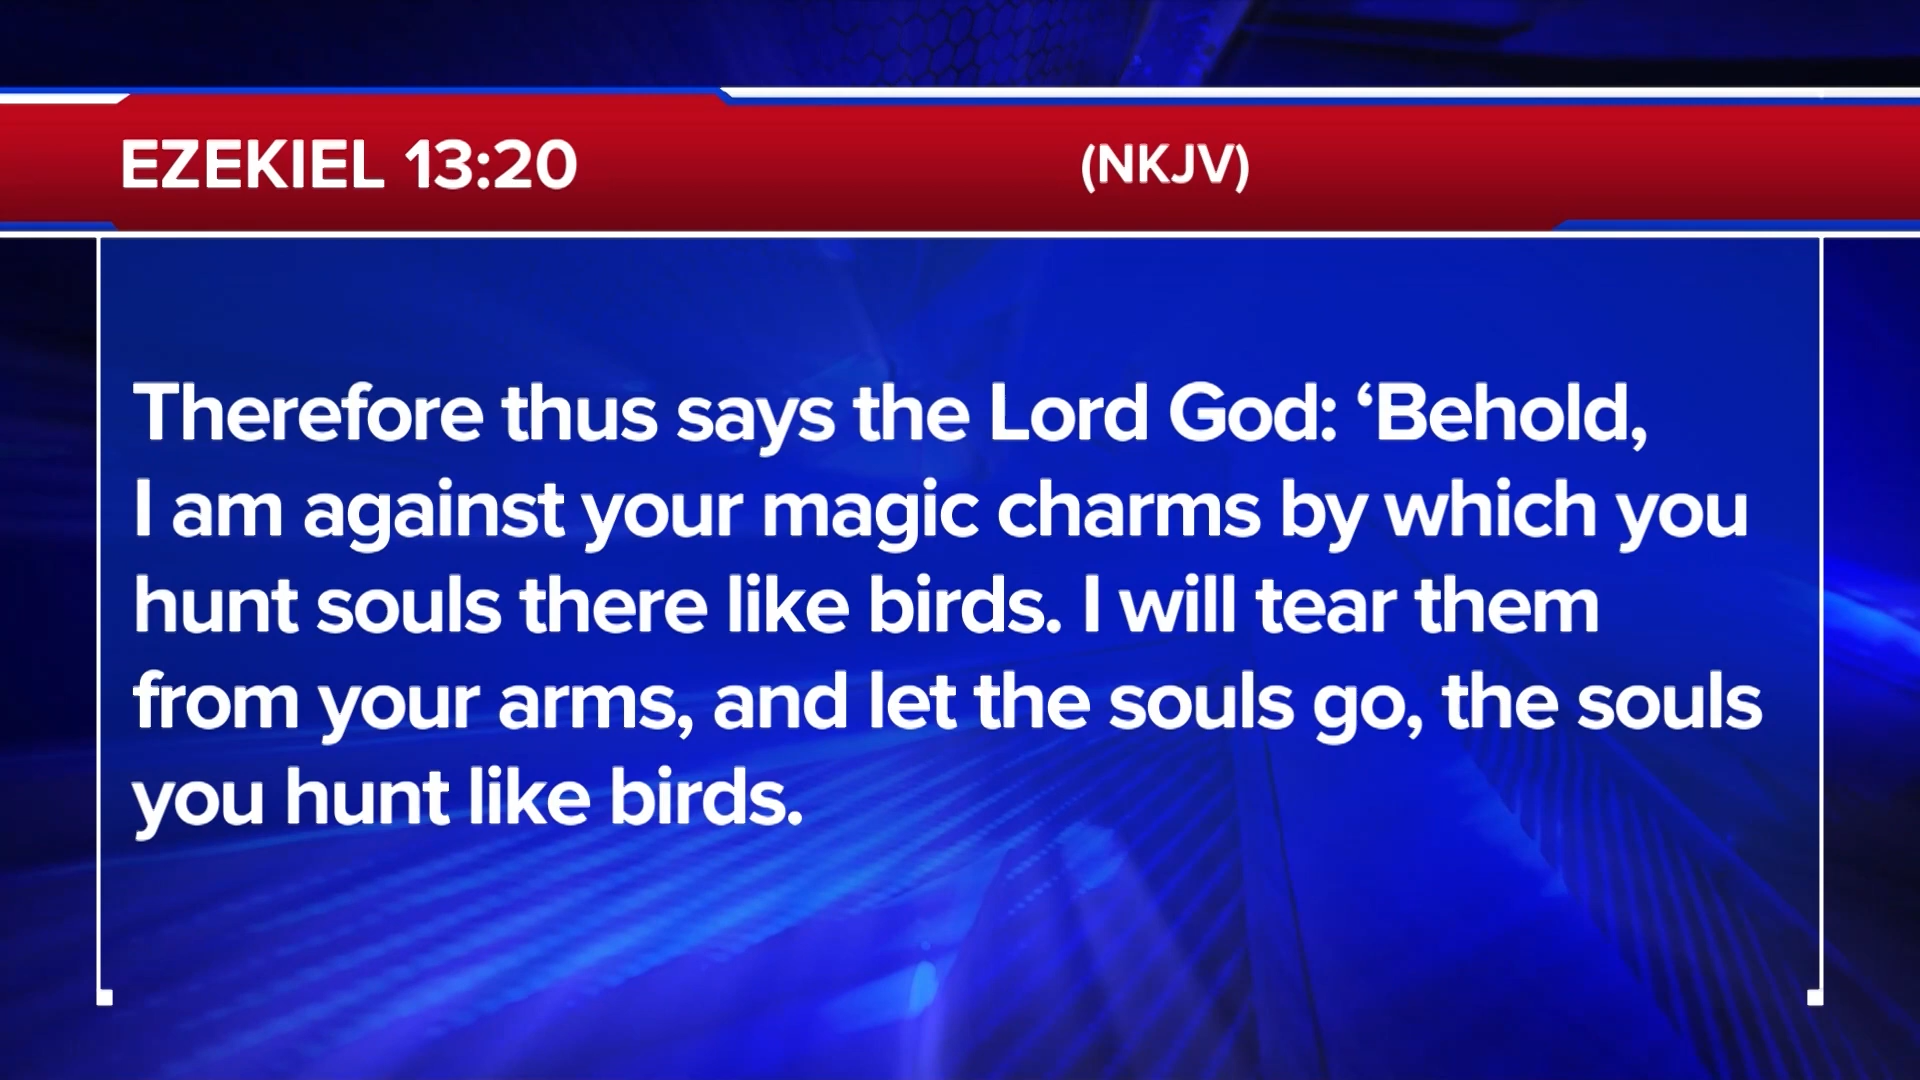 EZEKIEL 13:20 (NKJV)
Therefore thus says the Lord God: ‘Behold,
I am against your magic charms by which you
hunt souls there like birds. I will tear them
from your arms, and let the souls go, the souls
you hunt like birds.